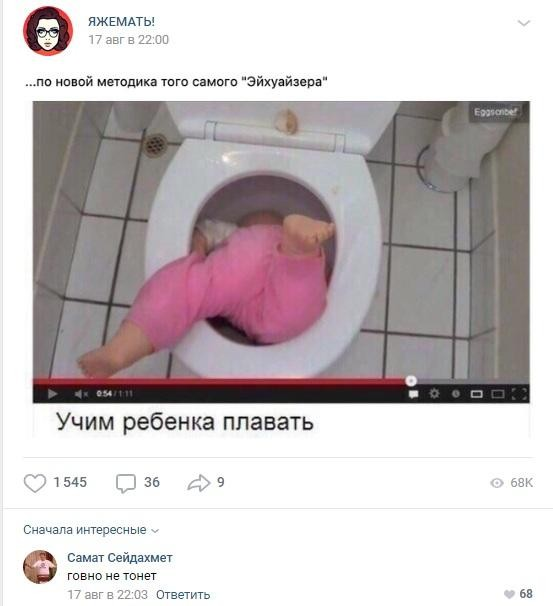 ЯЖЕМАТЬ!
17 авг в 22:00
...по новой методика того самого "Эйхуайзера"
Eggscriber
0:54 / 1:11
Учим ребенка плавать
1 545
36
9
68K
Сначала интересные
Самат Сейдахмет
говно не тонет
17 авг в 22:03 Ответить
68